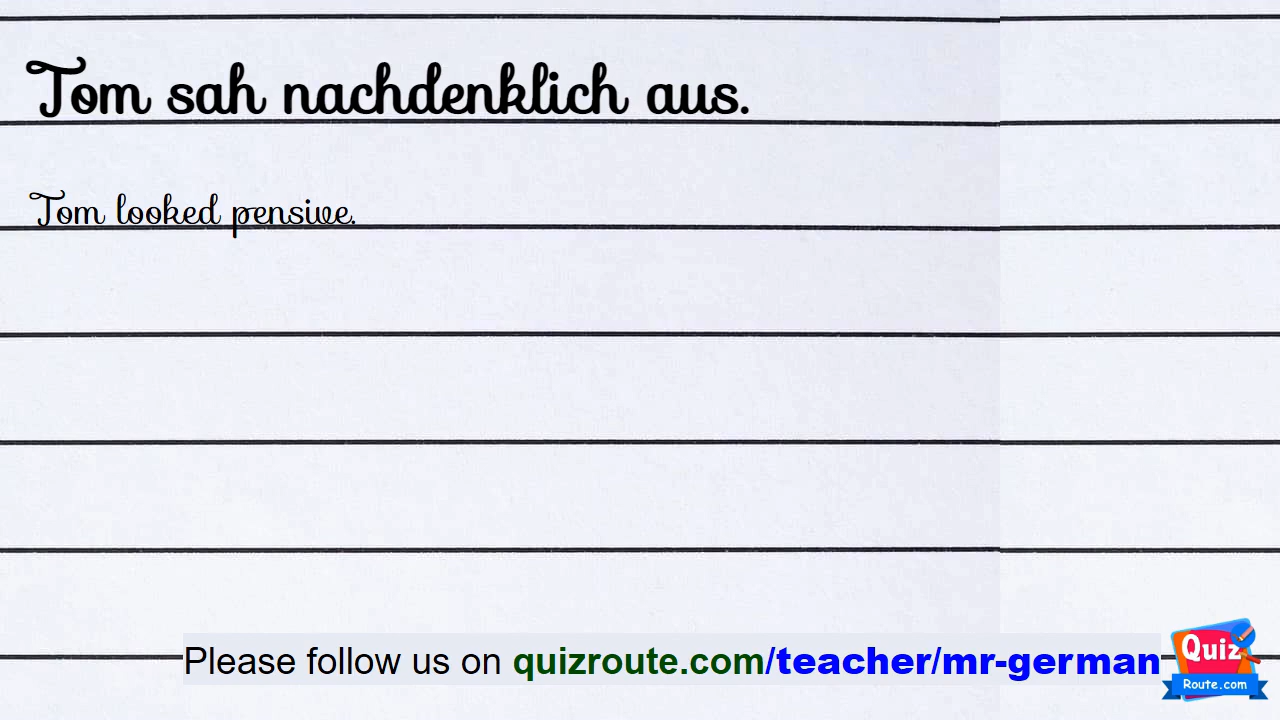 Tom sah nachdenklich aus.
Tom looked pensive.
Please follow us on quizroute.com/teacher/mr-german
Quiz
Route.com